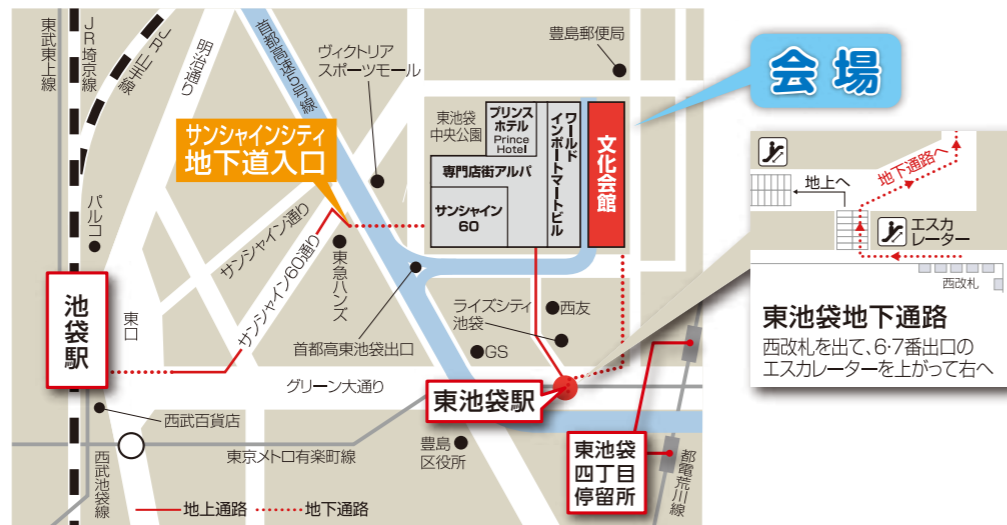 東武東上線
JR埼京線
JR山手線
明治通り
首都高速5号線
ヴィクトリア
スポーツモール
豊島郵便局
会場
サンシャインシティ
地下道入口
東池袋
中央公園
プリンス
ホテル
Prince
Hotel
ワールド
インポートマートビル
文化会館
専門店街アルパ
サンシャイン
60
パルコ
サンシャイン通り
サンシャイン60通り
東急ハンズ
池袋駅
東口
首都高東池袋出口
ライズシティ
池袋
西友
GS
グリーン大通り
東池袋駅
西武百貨店
東京メトロ有楽町線
豊島
区役所
東池袋
四丁目
停留所
都電荒川線
西武池袋線
地上通路
地下通路
地下通路へ
地上へ
エスカ
レーター
西改札
東池袋地下通路
西改札を出て、6・7番出口の
エスカレーターを上がって右へ